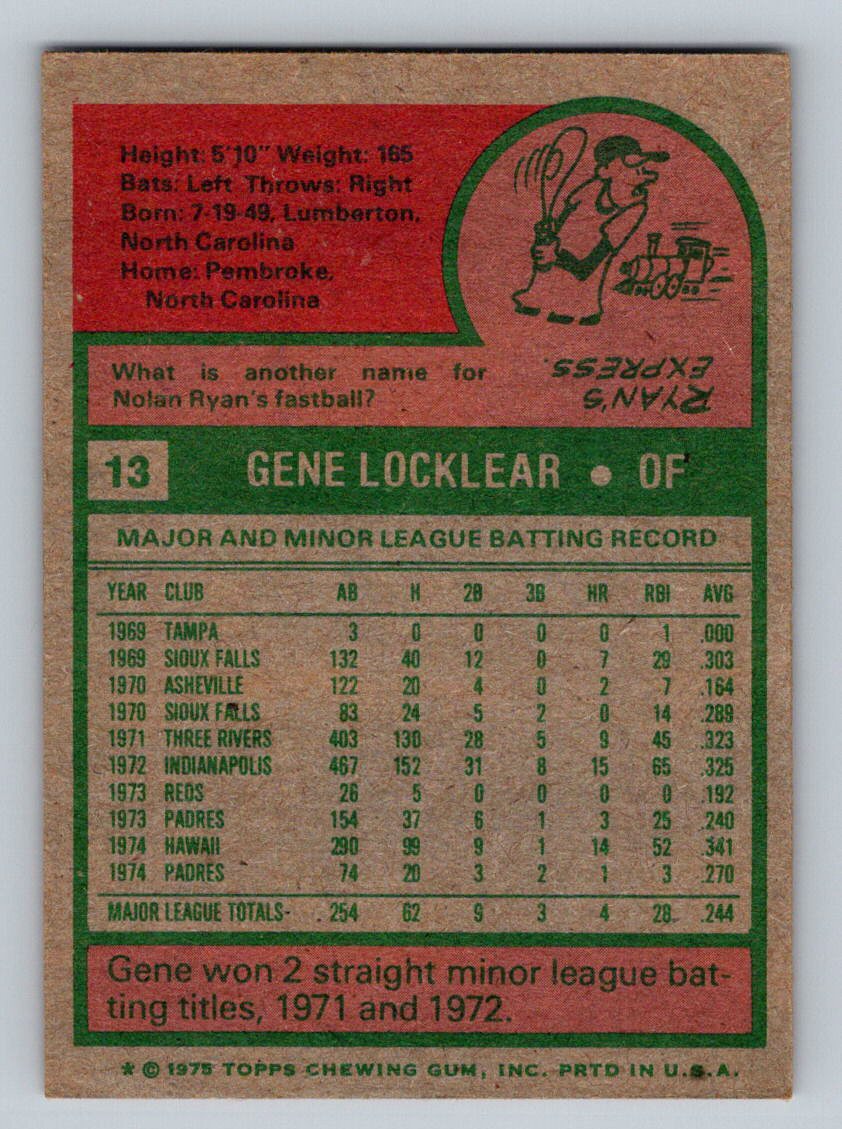 Height: 5'10" Weight: 165
Bats: Left Throws: Right
Born: 7-19-49, Lumberton,
North Carolina
Home: Pembroke,
North Carolina
What is another name for
Nolan Ryan's fastball?
RYAN'S
EXPRESS.
13 GENE LOCKLEAR • OF
MAJOR AND MINOR LEAGUE BATTING RECORD
YEAR CLUB AB H 2B 3B HR RBI AVG
1969 TAMPA 3 0 0 0 0 1 .000
1969 SIOUX FALLS 132 40 12 0 7 29 .303
1970 ASHEVILLE 122 20 4 0 2 7 .164
1970 SIOUX FALLS 83 24 5 2 0 14 .289
1971 THREE RIVERS 403 130 28 5 9 45 .323
1972 INDIANAPOLIS 467 152 31 8 15 65 .325
1973 REDS 26 5 0 0 0 0 .192
1973 PADRES 154 37 6 1 3 25 .240
1974 HAWAII 290 99 9 1 14 52 .341
1974 PADRES 74 20 3 2 1 3 .270
MAJOR LEAGUE TOTALS- 254 62 9 3 4 28 .244
Gene won 2 straight minor league bat-
ting titles, 1971 and 1972.
* © 1975 TOPPS CHEWING GUM, INC. PRTD IN U.S.A.